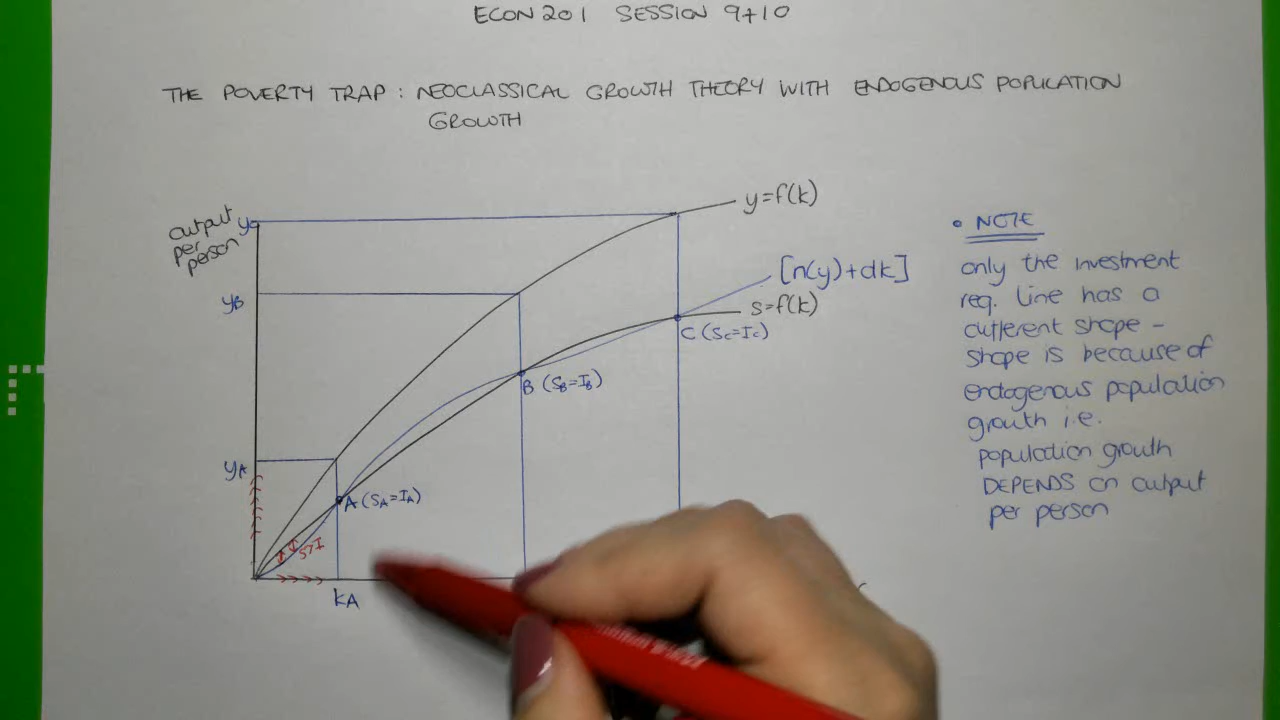 ECON 201 SESSION 9+10
THE POVERTY TRAP : NEOCLASSICAL GROWTH THEORY WITH ENDOGENOUS POPULATION
GROWTH
output
per
person
yc
y=f(k)
[n(y)+dk]
s=f(k)
C (Sc=Ic)
yB
B (SB=IB)
yA
A (SA=IA)
S>I
kA
• NOTE
only the investment
req. line has a
different shape -
shape is because of
endogenous population
growth i.e.
population growth
DEPENDS on output
per person